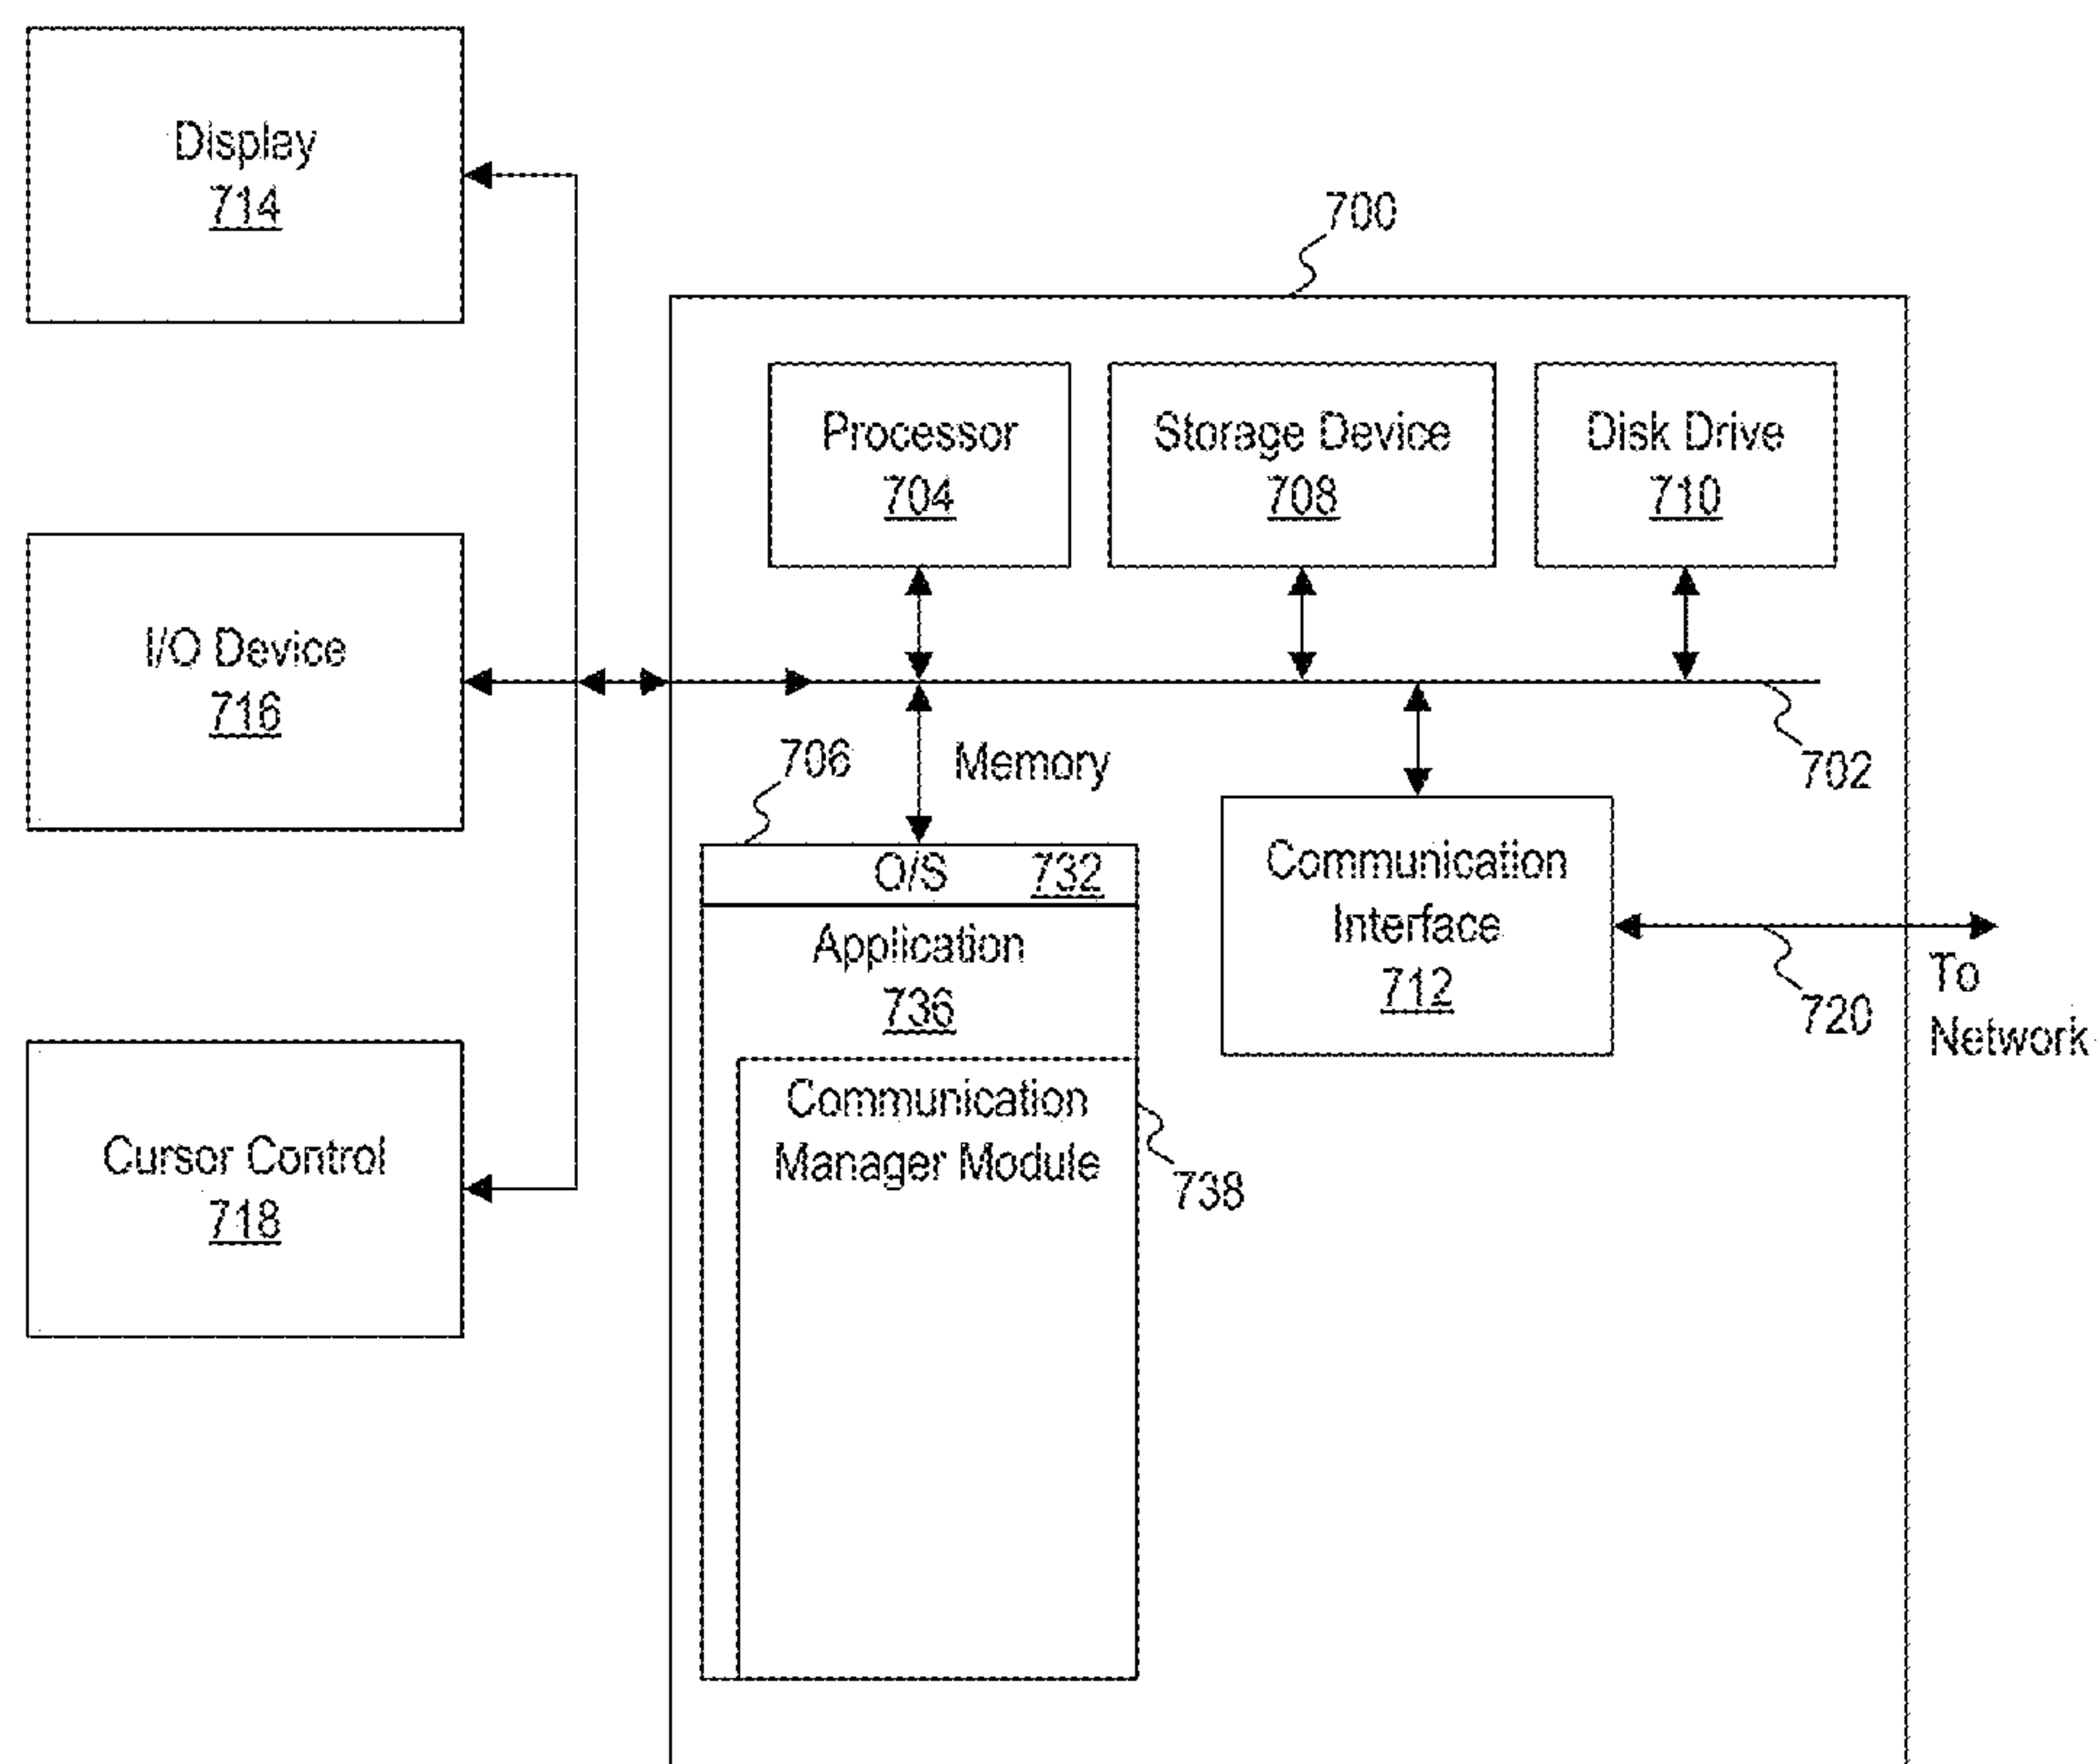 Display
714
700
Processor
704
Storage Device
708
Disk Drive
710
I/O Device
716
706
Memory
702
O/S 732
Application
736
Communication
Interface
712
720
To
Network
Communication
Manager Module
738
Cursor Control
718